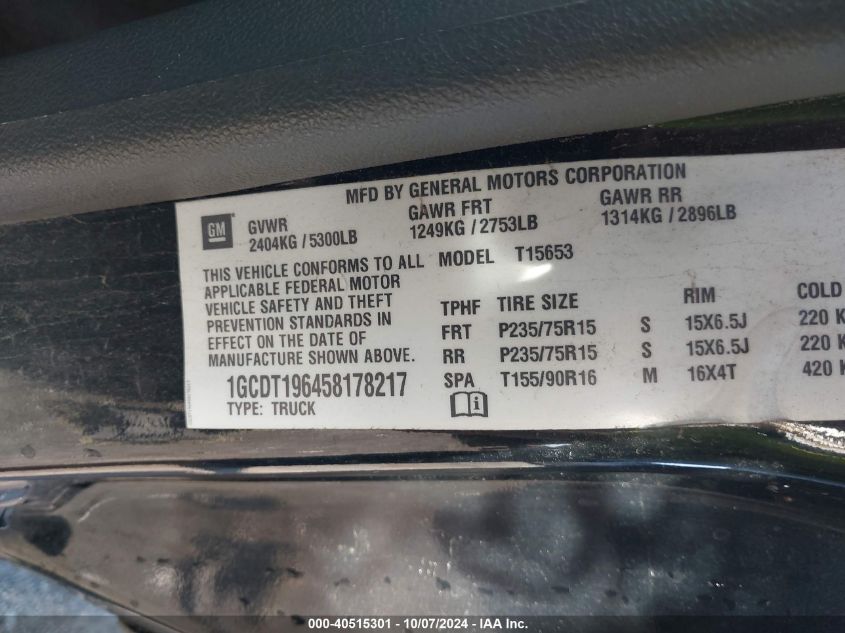 MFD BY GENERAL MOTORS CORPORATION
GM GVWR GAWR FRT GAWR RR
2404KG / 5300LB 1249KG / 2753LB 1314KG / 2896LB
THIS VEHICLE CONFORMS TO ALL MODEL T15653
APPLICABLE FEDERAL MOTOR
VEHICLE SAFETY AND THEFT TPHF TIRE SIZE RIM COLD
PREVENTION STANDARDS IN FRT P235/75R15 S 15X6.5J 220 K
EFFECT ON THE DATE OF RR P235/75R15 S 15X6.5J 220 K
MANUFACTURE SHOWN ABOVE. SPA T155/90R16 M 16X4T 420 K
1GCDT196458178217
TYPE: TRUCK
000-40515301 - 10/07/2024 - IAA Inc.